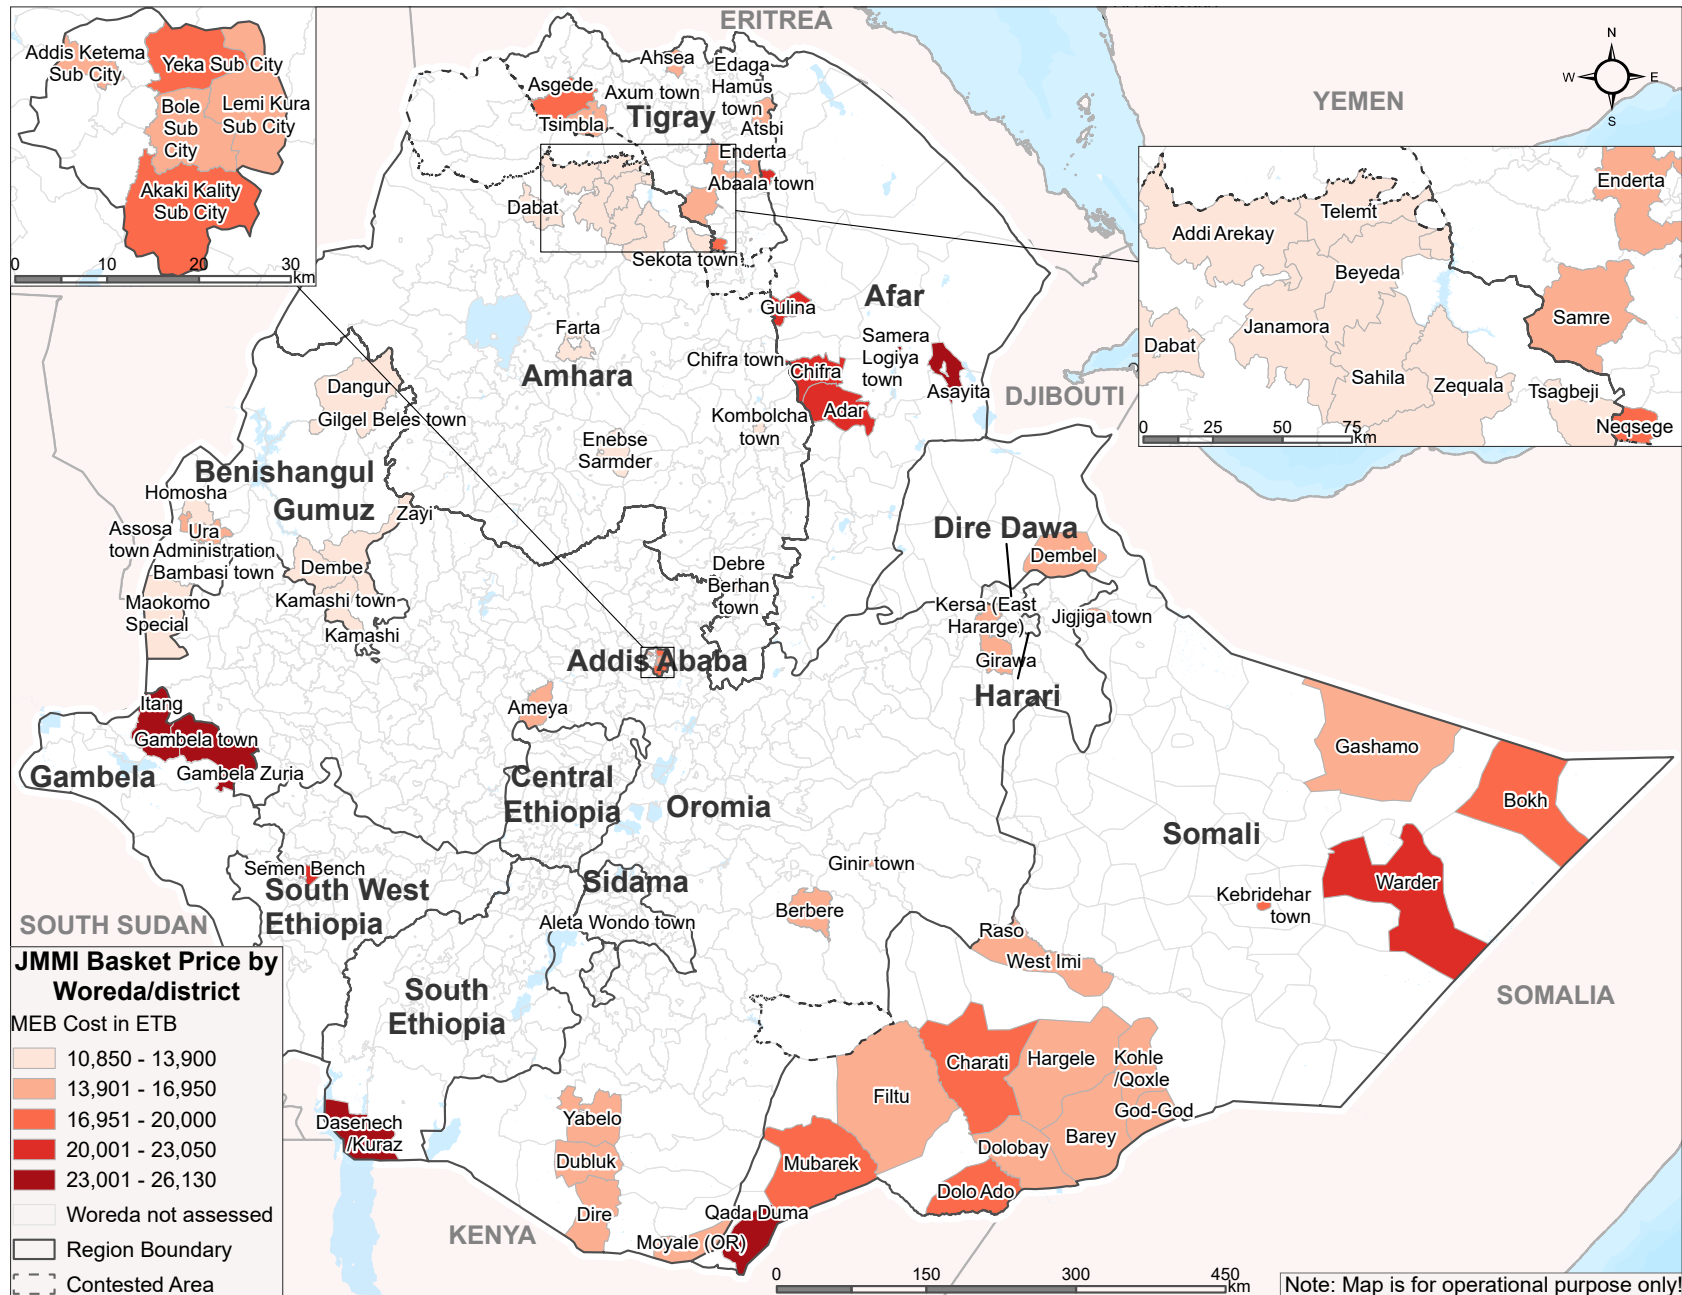 ERITREA
YEMEN
DJIBOUTI
SOMALIA
KENYA
SOUTH SUDAN
N
W
E
S
Addis Ketema
Sub City
Yeka Sub City
Bole
Sub
City
Lemi Kura
Sub City
Akaki Kality
Sub City
0
10
20
30
km
Ahsea
Edaga
Hamus
town
Asgede
Axum town
Tigray
Tsimbla
Atsbi
Enderta
Abaala town
Dabat
Sekota town
Enderta
Telemt
Addi Arekay
Beyeda
Janamora
Samre
Dabat
Sahila
Zequala
Tsagbeji
Neqsege
0
25
50
75
km
Afar
Gulina
Farta
Samera
Logiya
town
Chifra town
Chifra
Amhara
Asayita
Dangur
Adar
Kombolcha
town
Gilgel Beles town
Enebse
Sarmder
Benishangul
Gumuz
Homosha
Zayi
Assosa
town
Ura
Administration
Bambasi town
Dembe
Kamashi town
Maokomo
Special
Kamashi
Debre
Berhan
town
Dire Dawa
Dembel
Kersa (East
Hararge)
Jigjiga town
Girawa
Harari
Addis Ababa
Itang
Ameya
Gambela town
Gambela
Gambela Zuria
Central
Ethiopia
Oromia
Gashamo
Bokh
Somali
Ginir town
Warder
Semen Bench
South West
Ethiopia
Sidama
Berbere
Kebridehar
town
Aleta Wondo town
Raso
West Imi
South
Ethiopia
Charati
Hargele
Kohle
/Qoxle
Filtu
God-God
Dasenech
/Kuraz
Yabelo
Barey
Dolobay
Dubluk
Mubarek
Dolo Ado
Dire
Qada Duma
Moyale (OR)
JMMI Basket Price by
Woreda/district
MEB Cost in ETB
10,850 - 13,900
13,901 - 16,950
16,951 - 20,000
20,001 - 23,050
23,001 - 26,130
Woreda not assessed
Region Boundary
Contested Area
0
150
300
450
km
Note: Map is for operational purpose only!